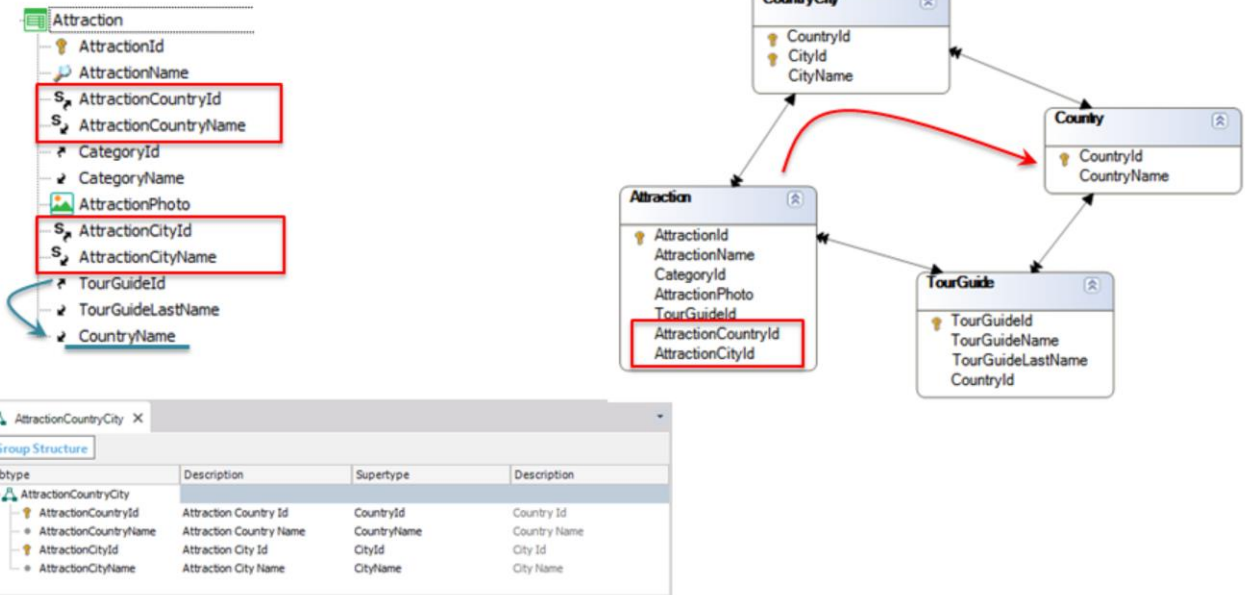 Attraction
AttractionId
AttractionName
AttractionCountryId
AttractionCountryName
CategoryId
CategoryName
AttractionPhoto
AttractionCityId
AttractionCityName
TourGuideId
TourGuideLastName
CountryName
CountryCity
CountryId
CityId
CityName
Country
CountryId
CountryName
Attraction
AttractionId
AttractionName
CategoryId
AttractionPhoto
TourGuideId
AttractionCountryId
AttractionCityId
TourGuide
TourGuideId
TourGuideName
TourGuideLastName
CountryId
AttractionCountryCity X
Group Structure
btype Description Supertype Description
AttractionCountryCity
AttractionCountryId Attraction Country Id CountryId Country Id
AttractionCountryName Attraction Country Name CountryName Country Name
AttractionCityId Attraction City Id CityId City Id
AttractionCityName Attraction City Name CityName City Name